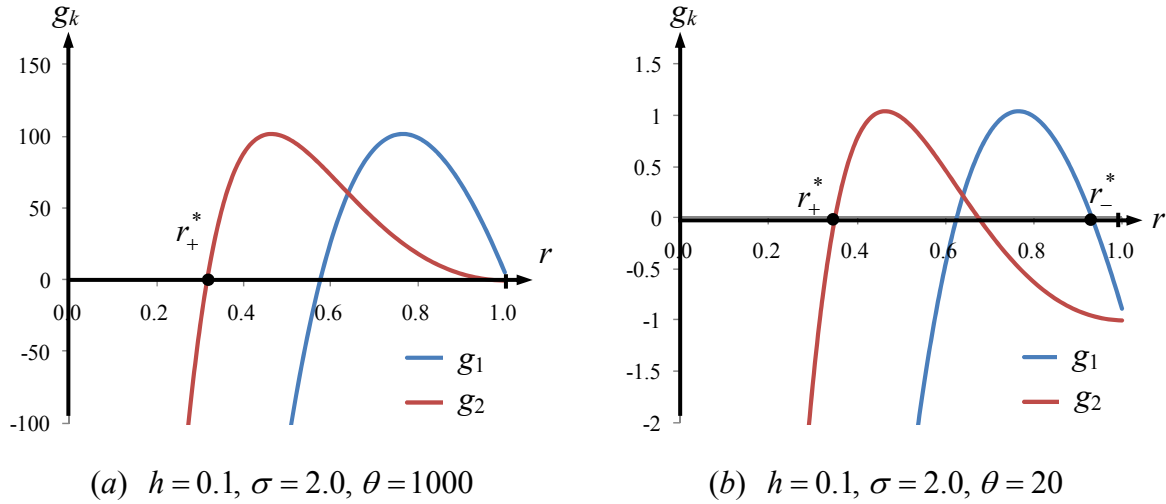 g_k
150
100
50
0
-50
-100
0.0 0.2 0.4 0.6 0.8 1.0
r
r_+^*
g_1
g_2
(a) h = 0.1, σ = 2.0, θ = 1000
g_k
1.5
1
0.5
0
-0.5
-1
-1.5
-2
0.0 0.2 0.4 0.6 0.8 1.0
r
r_+^*
r_-^*
g_1
g_2
(b) h = 0.1, σ = 2.0, θ = 20